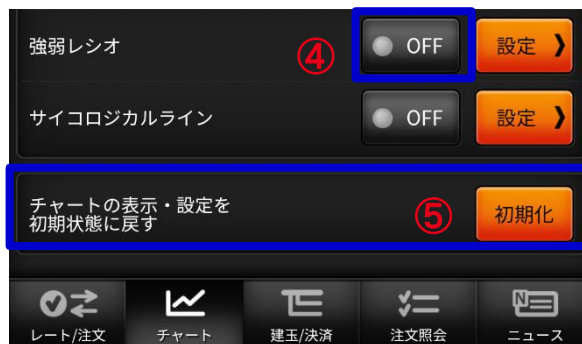 強弱レシオ ④ OFF 設定 ❯
サイコロジカルライン OFF 設定 ❯
チャートの表示・設定を
初期状態に戻す ⑤ 初期化
レート/注文 チャート 建玉/決済 注文照会 ニュース